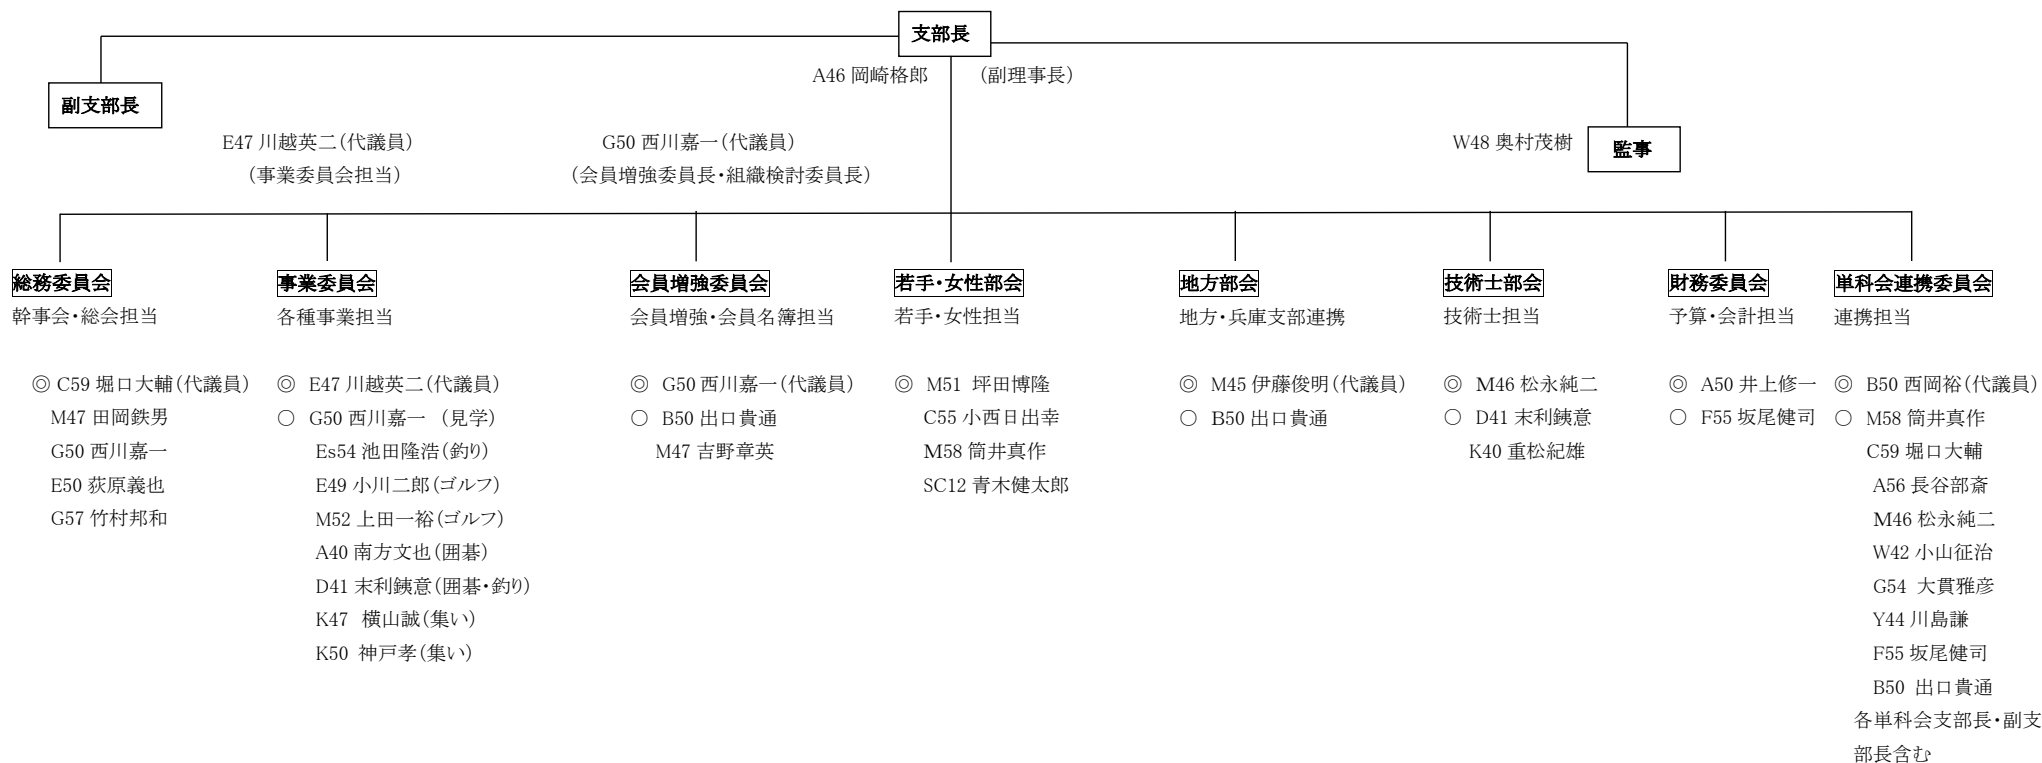 支部長
A46 岡崎格郎 (副理事長)
副支部長
E47 川越英二(代議員)
(事業委員会担当)
G50 西川嘉一(代議員)
(会員増強委員長・組織検討委員長)
W48 奥村茂樹
監事
総務委員会
幹事会・総会担当
◎ C59 堀口大輔(代議員)
M47 田岡鉄男
G50 西川嘉一
E50 荻原義也
G57 竹村邦和
事業委員会
各種事業担当
◎ E47 川越英二(代議員)
○ G50 西川嘉一 (見学)
Es54 池田隆浩(釣り)
E49 小川二郎(ゴルフ)
M52 上田一裕(ゴルフ)
A40 南方文也(囲碁)
D41 末利銕意(囲碁・釣り)
K47 横山誠(集い)
K50 神戸孝(集い)
会員増強委員会
会員増強・会員名簿担当
◎ G50 西川嘉一(代議員)
○ B50 出口貴通
M47 吉野章英
若手・女性部会
若手・女性担当
◎ M51 坪田博隆
C55 小西日出幸
M58 筒井真作
SC12 青木健太郎
地方部会
地方・兵庫支部連携
◎ M45 伊藤俊明(代議員)
○ B50 出口貴通
技術士部会
技術士担当
◎ M46 松永純二
○ D41 末利銕意
K40 重松紀雄
財務委員会
予算・会計担当
◎ A50 井上修一
○ F55 坂尾健司
単科会連携委員会
連携担当
◎ B50 西岡裕(代議員)
○ M58 筒井真作
C59 堀口大輔
A56 長谷部斎
M46 松永純二
W42 小山征治
G54 大貫雅彦
Y44 川島謙
F55 坂尾健司
B50 出口貴通
各単科会支部長・副支
部長含む